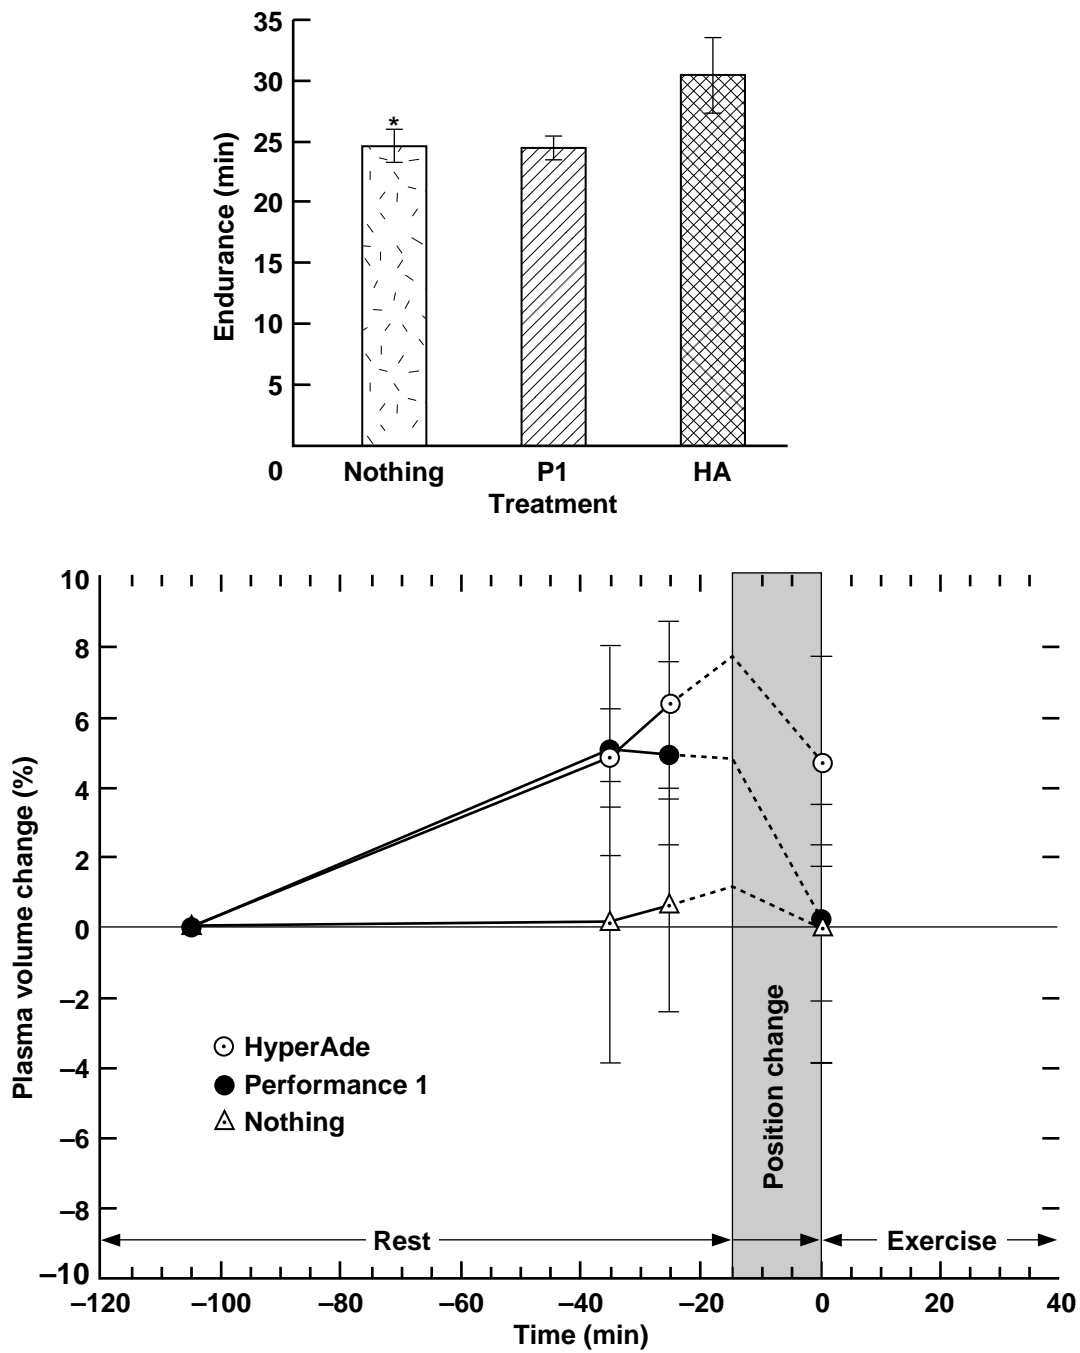 35
30
25
20
15
10
5
0
Endurance (min)
*
Nothing P1 HA
Treatment
10
8
6
4
2
0
–2
–4
–6
–8
–10
Plasma volume change (%)
HyperAde
Performance 1
Nothing
Position change
Rest Exercise
–120 –100 –80 –60 –40 –20 0 20 40
Time (min)